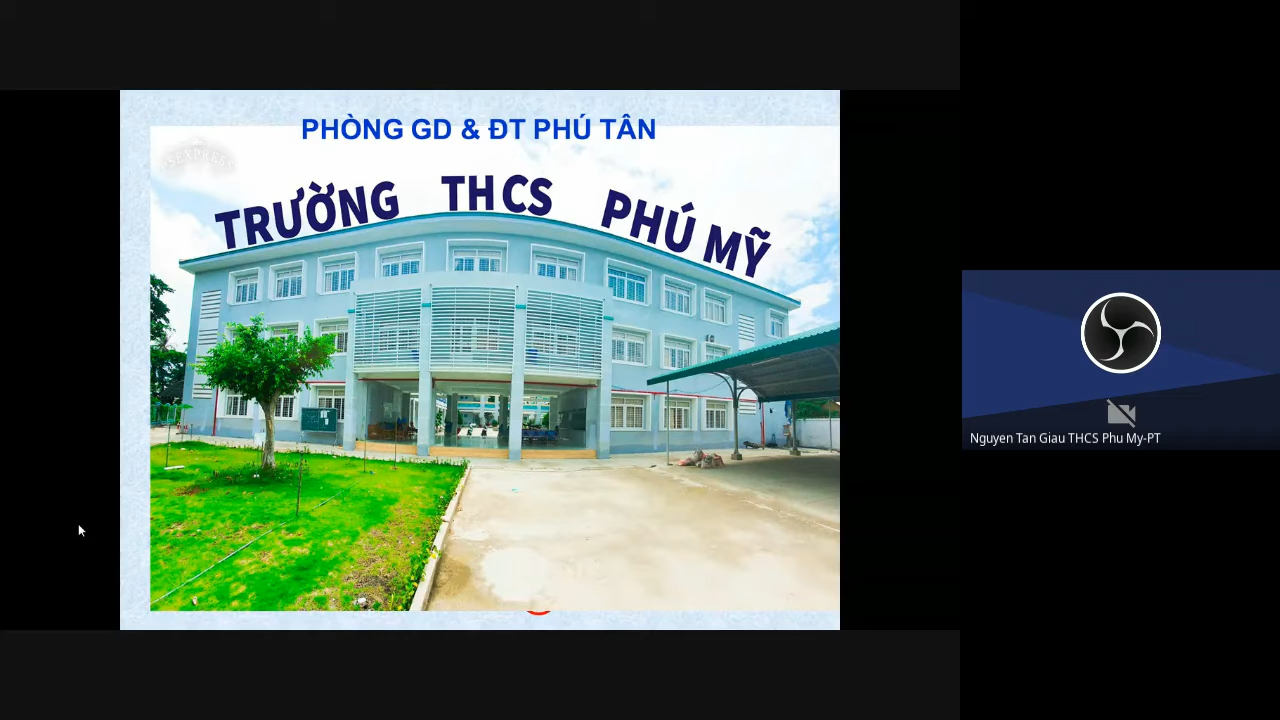 PHÒNG GD & ĐT PHÚ TÂN
TRƯỜNG THCS PHÚ MỸ
Nguyen Tan Giau THCS Phu My-PT